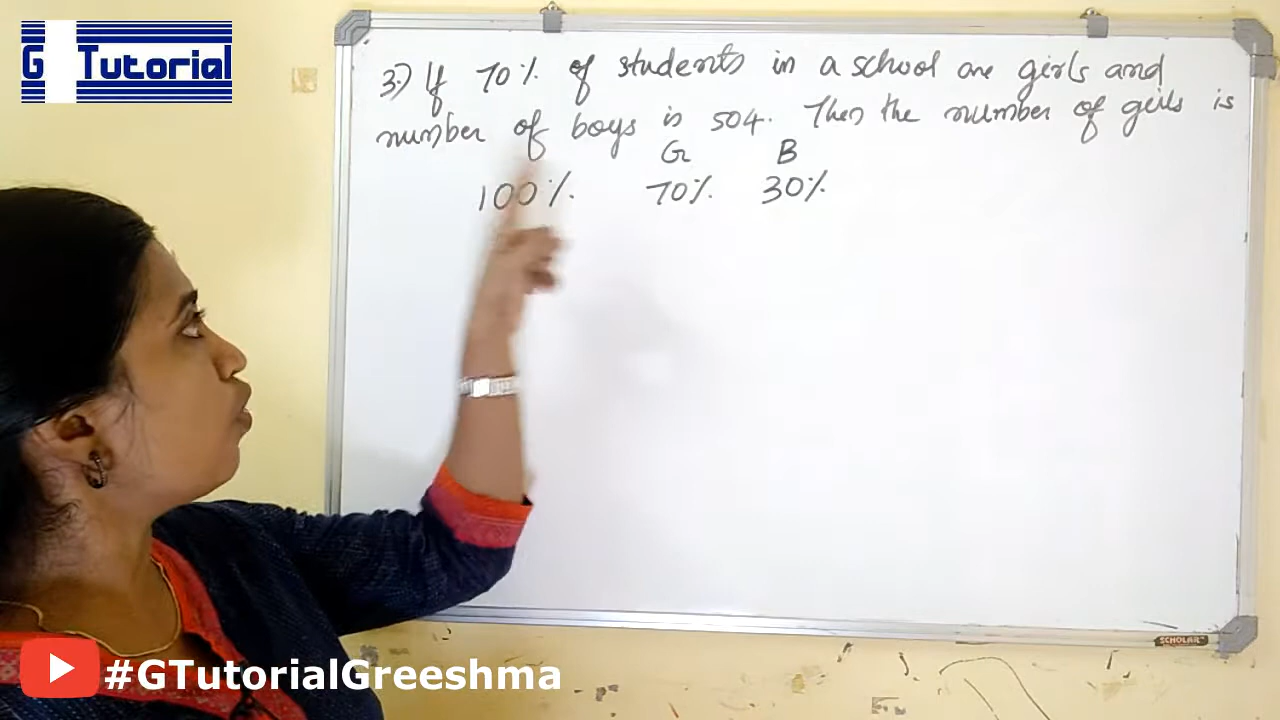 G Tutorial
3.) If 70% of students in a school are girls and
number of boys is 504. Then the number of girls is
G B
100% 70% 30%
SCHOLAR
#GTutorialGreeshma